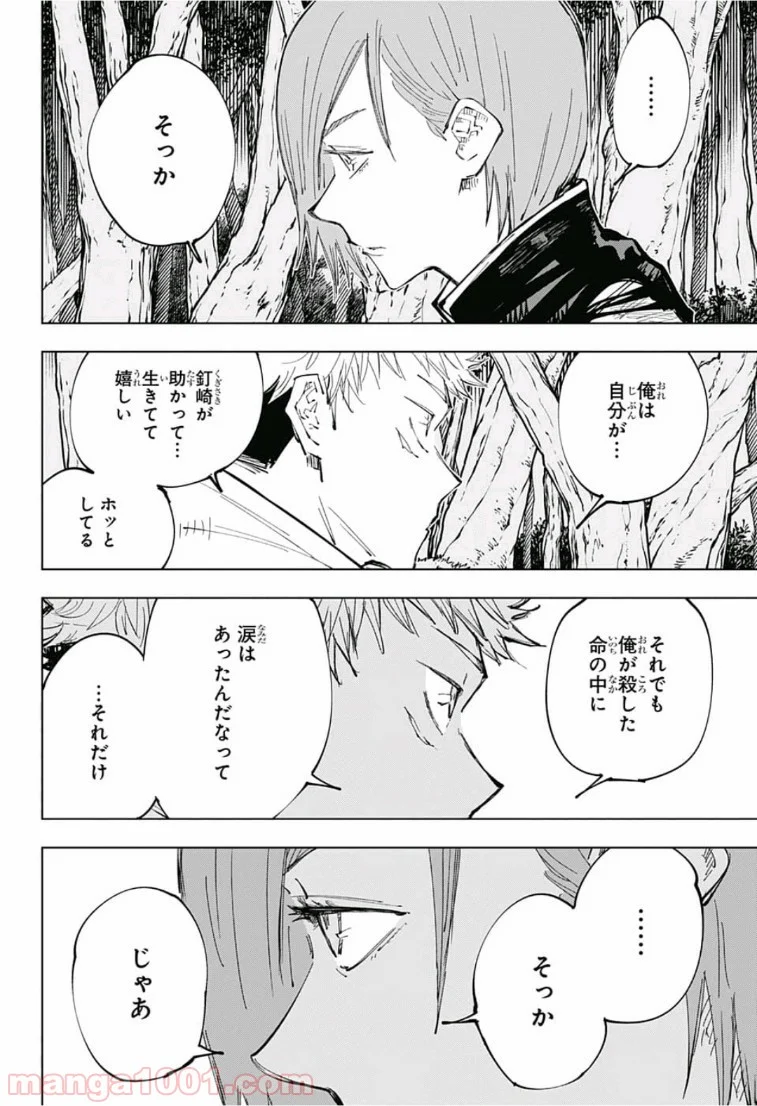 ……
そっか
俺は
自分が…
釘崎が
助かって…
生きてて
嬉しい
ホッと
してる
それでも
俺が殺した
命の中に
涙は
あったんだなって
…それだけ
……
そっか
じゃあ
manga1001.com